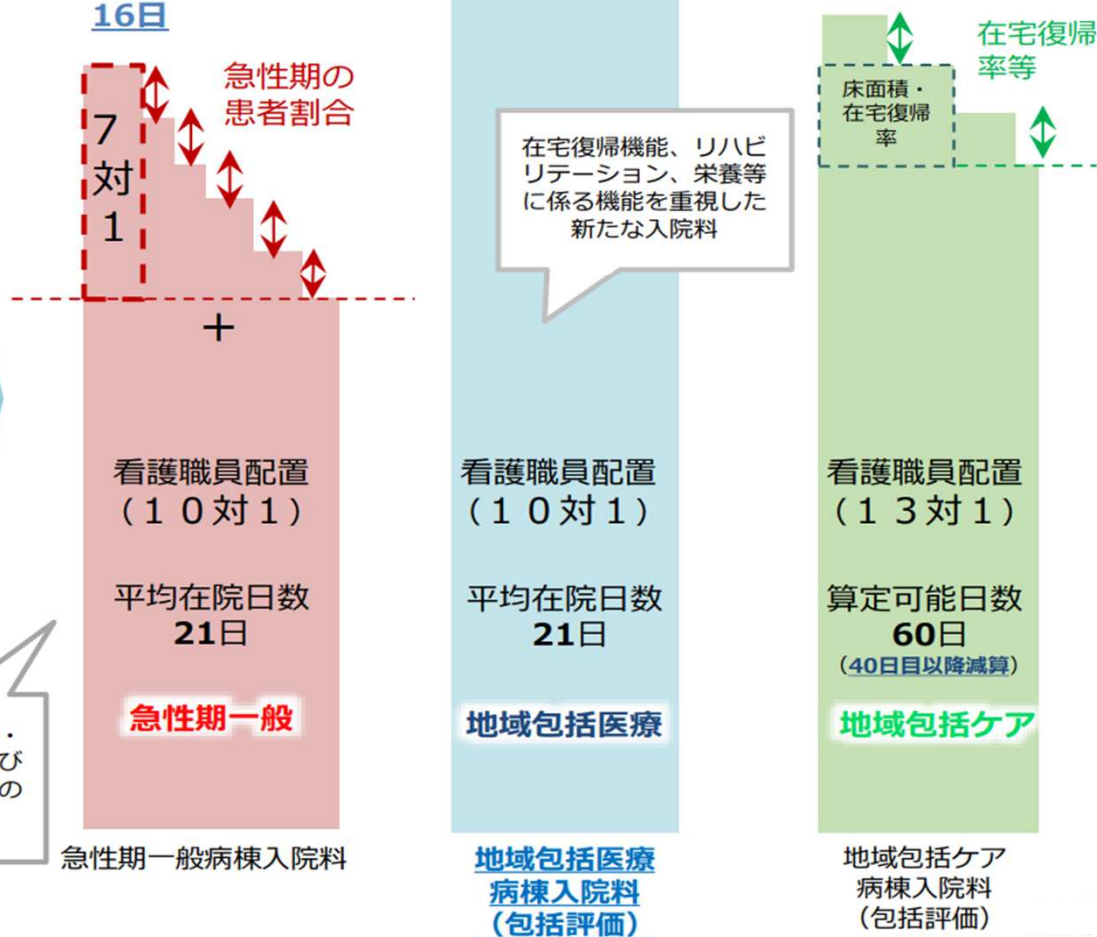 16日
急性期の
患者割合
7
対
1
+
看護職員配置
（１０対１）
平均在院日数
21日
急性期一般
急性期一般病棟入院料
・
び
の
在宅復帰機能、リハビ
リテーション、栄養等
に係る機能を重視した
新たな入院料
看護職員配置
（１０対１）
平均在院日数
21日
地域包括医療
地域包括医療
病棟入院料
（包括評価）
在宅復帰
率等
床面積・
在宅復帰
率
看護職員配置
（１３対１）
算定可能日数
60日
（40日目以降減算）
地域包括ケア
地域包括ケア
病棟入院料
（包括評価）